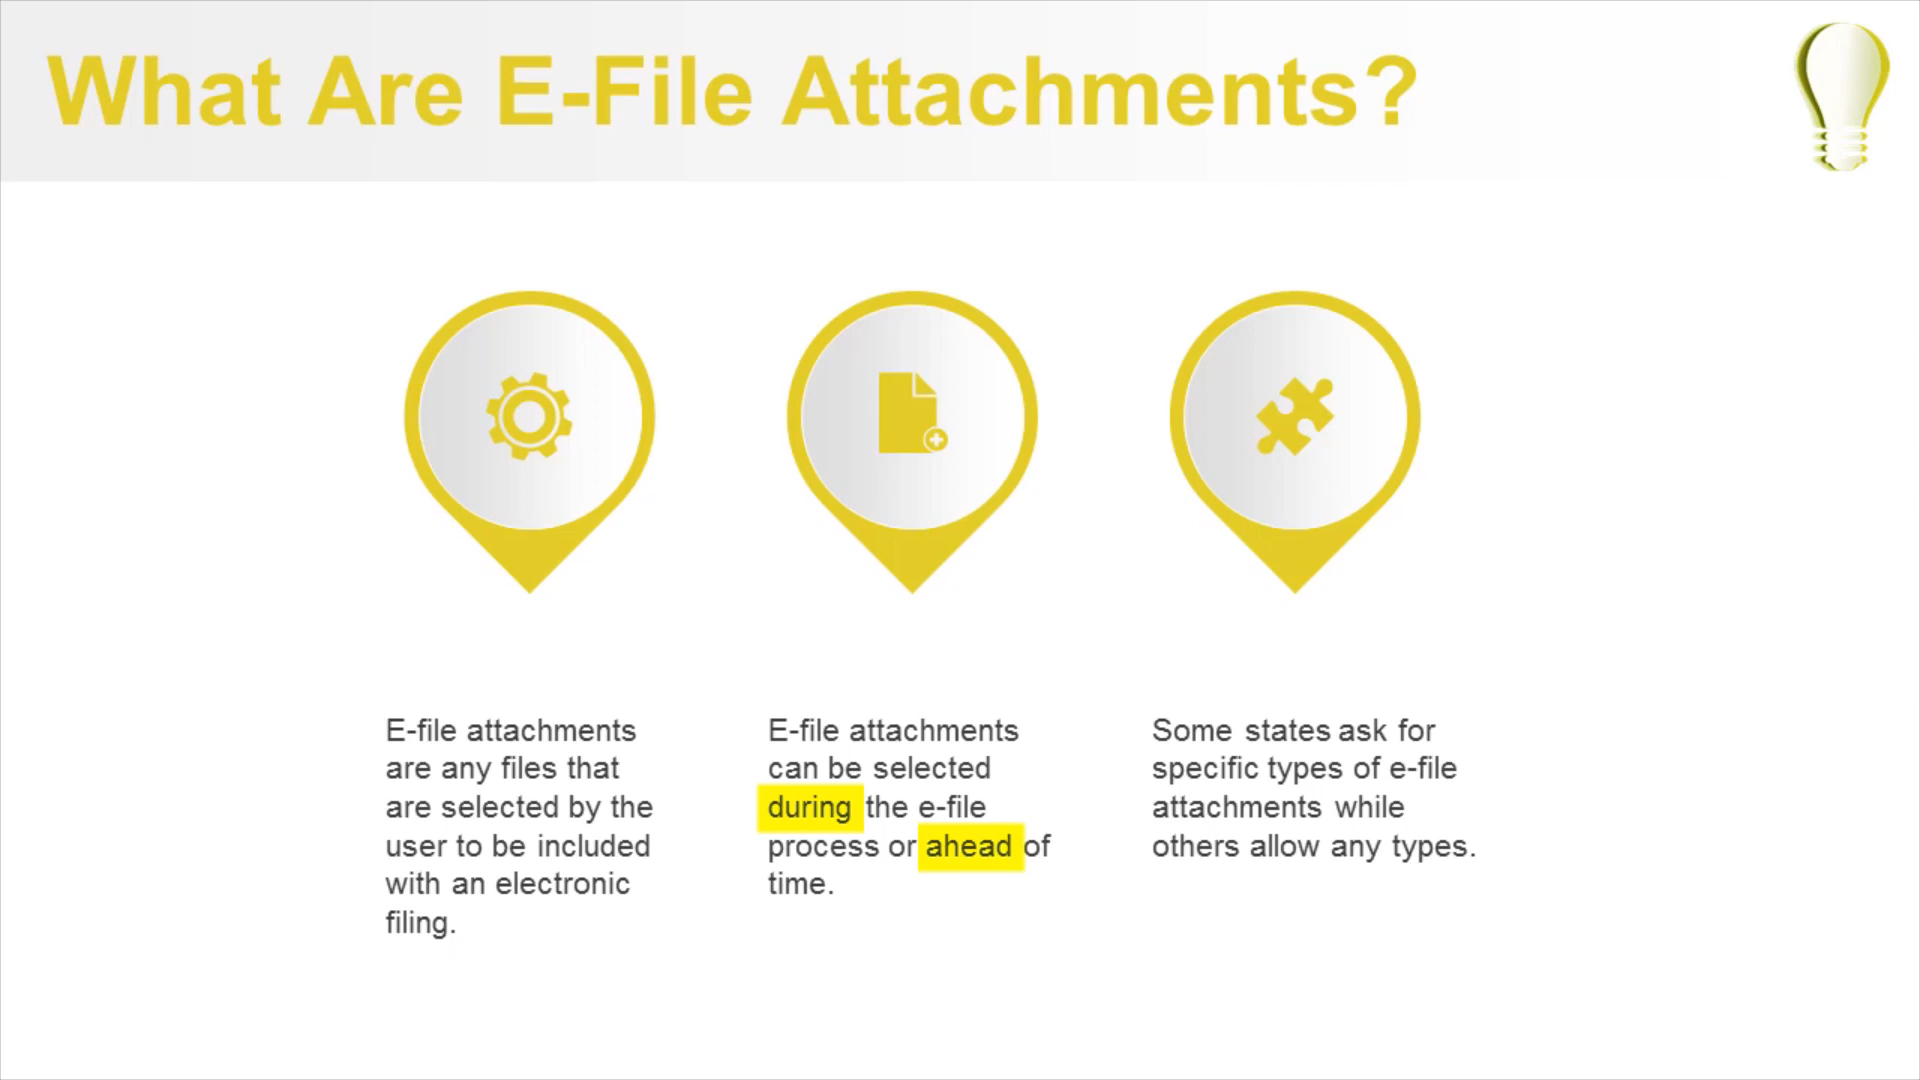 What Are E-File Attachments?
E-file attachments
are any files that
are selected by the
user to be included
with an electronic
filing.
E-file attachments
can be selected
during the e-file
process or ahead of
time.
Some states ask for
specific types of e-file
attachments while
others allow any types.